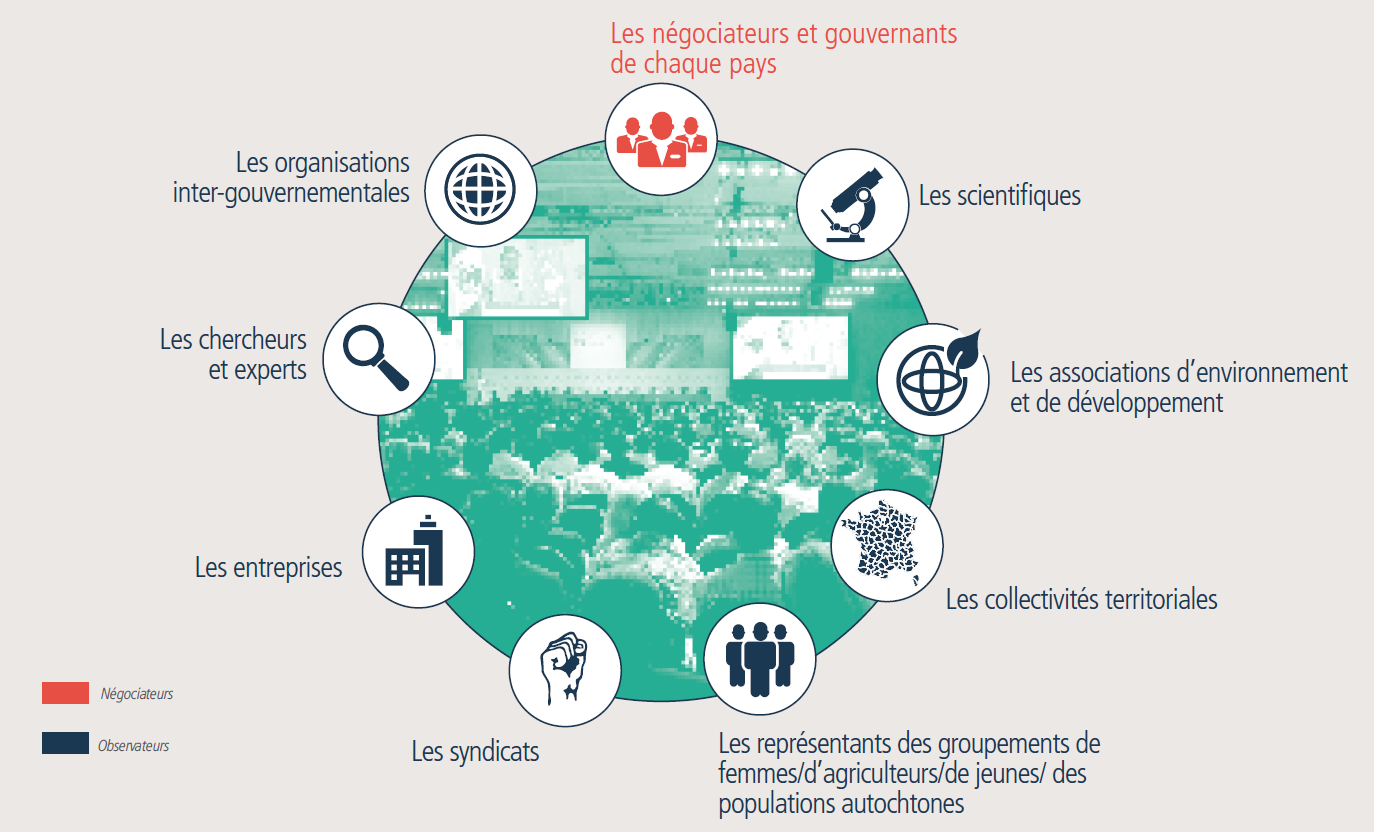 Les négociateurs et gouvernants
de chaque pays
Les organisations
inter-gouvernementales
Les scientifiques
Les chercheurs
et experts
Les associations d’environnement
et de développement
Les entreprises
Les collectivités territoriales
Négociateurs
Observateurs
Les syndicats
Les représentants des groupements de
femmes/d’agriculteurs/de jeunes/ des
populations autochtones